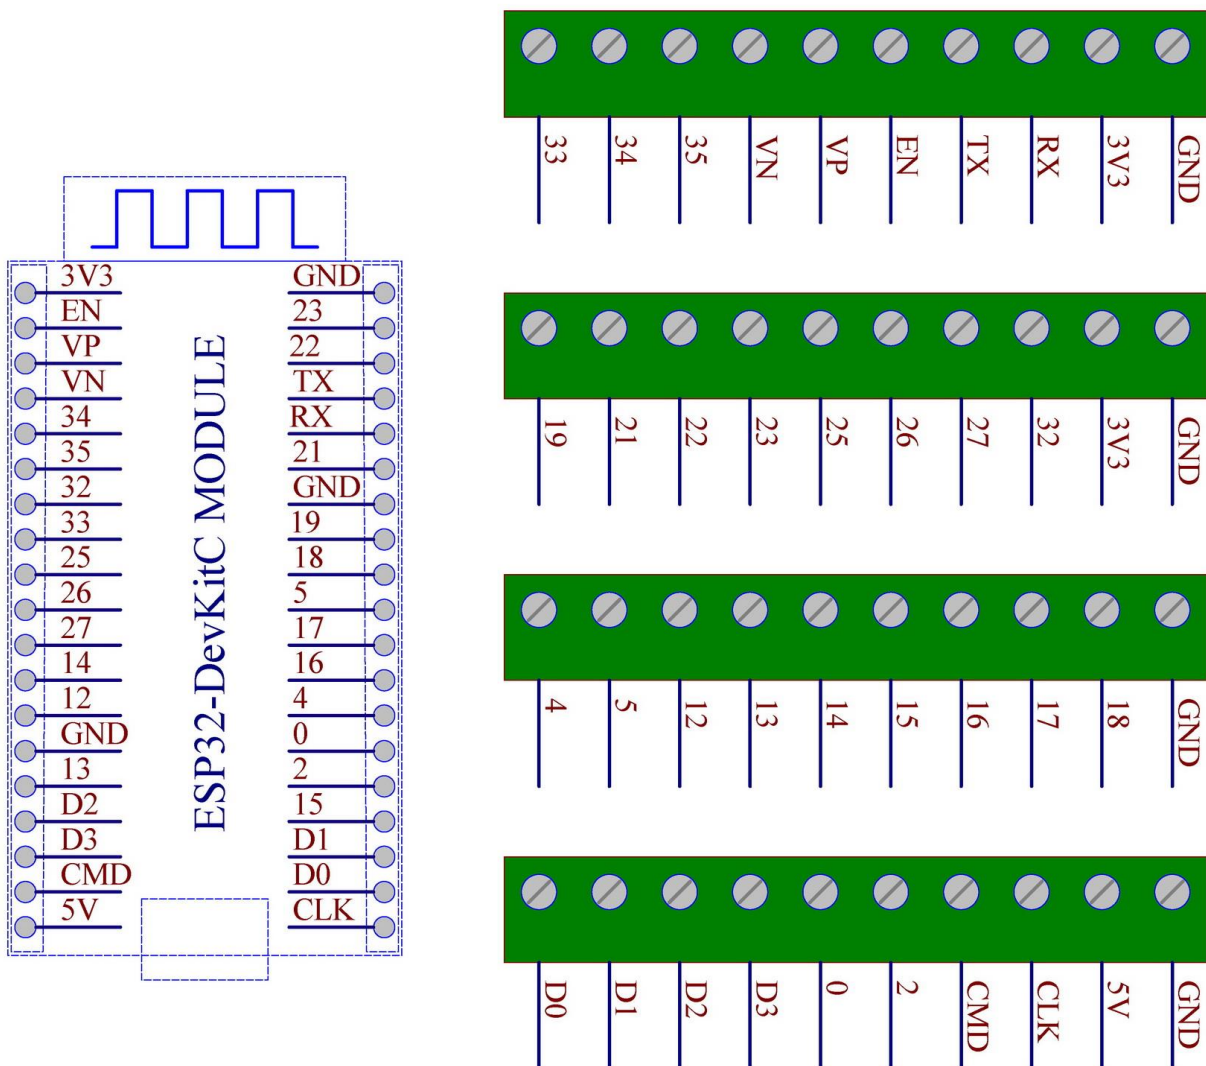 33 34 35 VN VP EN TX RX 3V3 GND
3V3 GND
EN 23
VP 22
VN TX
34 RX
35 21
32 GND
33 19
25 18
26 5
27 17
14 16
12 4
GND 0
13 2
D2 15
D3 D1
CMD D0
5V CLK
ESP32-DevKitC MODULE
19 21 22 23 25 26 27 32 3V3 GND
4 5 12 13 14 15 16 17 18 GND
D0 D1 D2 D3 0 2 CMD CLK 5V GND